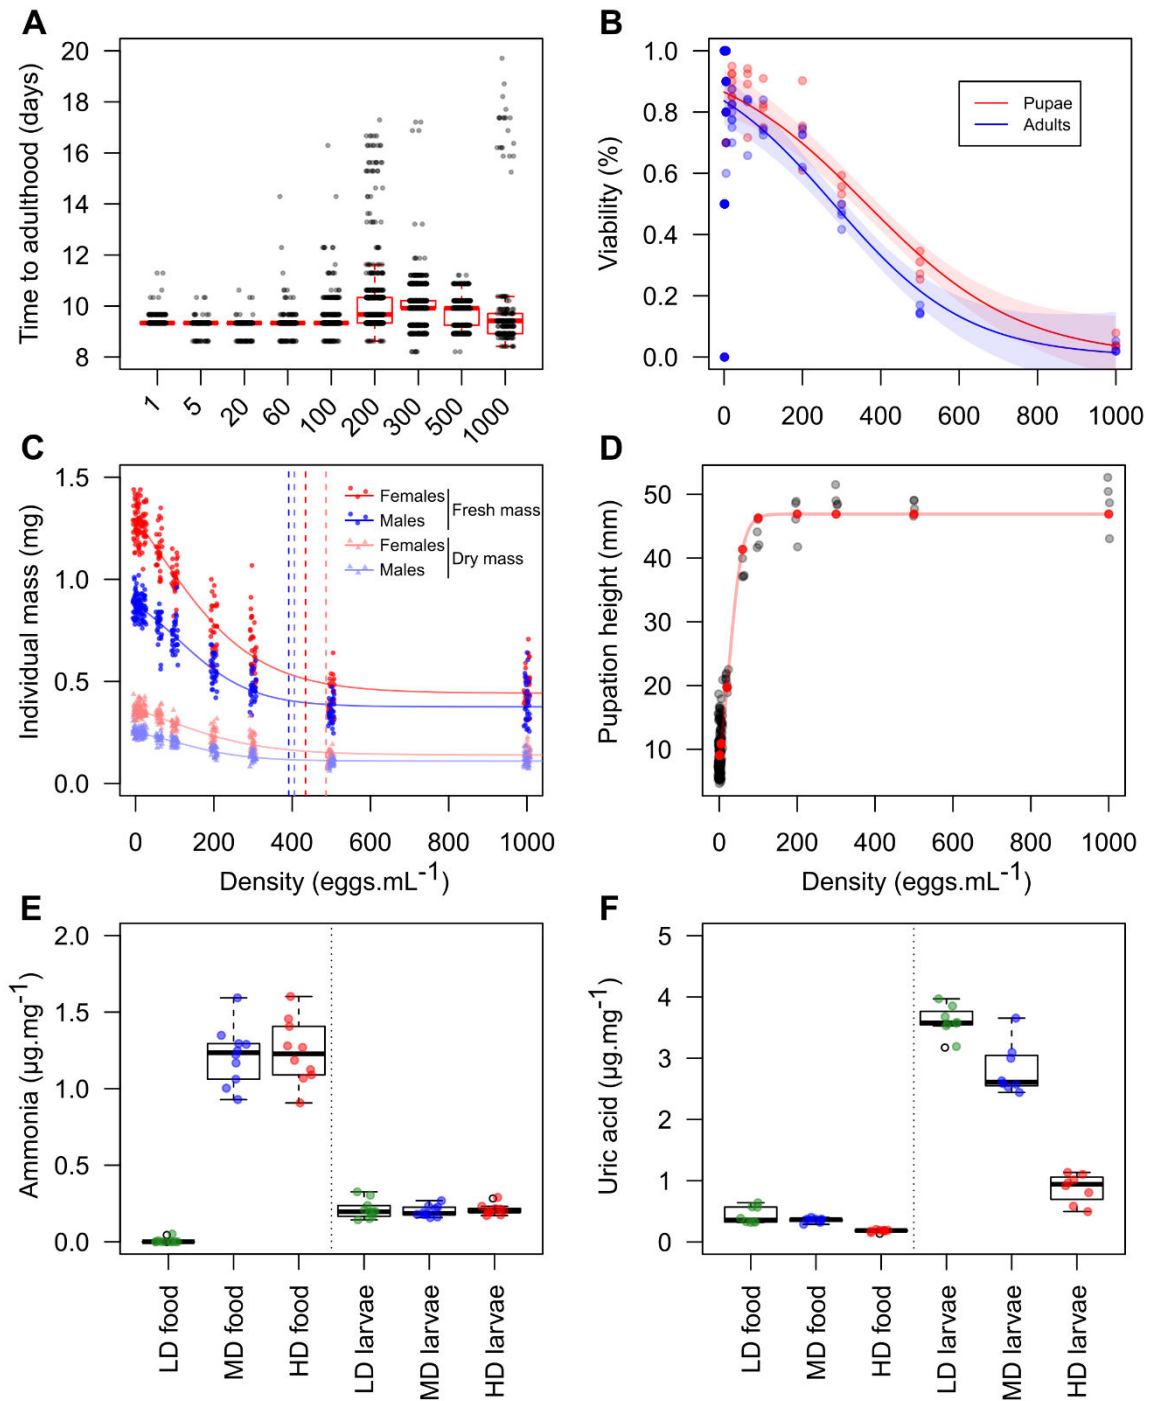 A
Time to adulthood (days)
20
18
16
14
12
10
8
1
5
20
60
100
200
300
500
1000
B
Viability (%)
1.0
0.8
0.6
0.4
0.2
0.0
Pupae
Adults
0
200
400
600
800
1000
C
Individual mass (mg)
1.5
1.0
0.5
0.0
Females
Males
Fresh mass
Females
Males
Dry mass
0
200
400
600
800
1000
Density (eggs.mL⁻¹)
D
Pupation height (mm)
50
40
30
20
10
0
200
400
600
800
1000
Density (eggs.mL⁻¹)
E
Ammonia (µg.mg⁻¹)
2.0
1.5
1.0
0.5
0.0
LD food
MD food
HD food
LD larvae
MD larvae
HD larvae
F
Uric acid (µg.mg⁻¹)
5
4
3
2
1
0
LD food
MD food
HD food
LD larvae
MD larvae
HD larvae